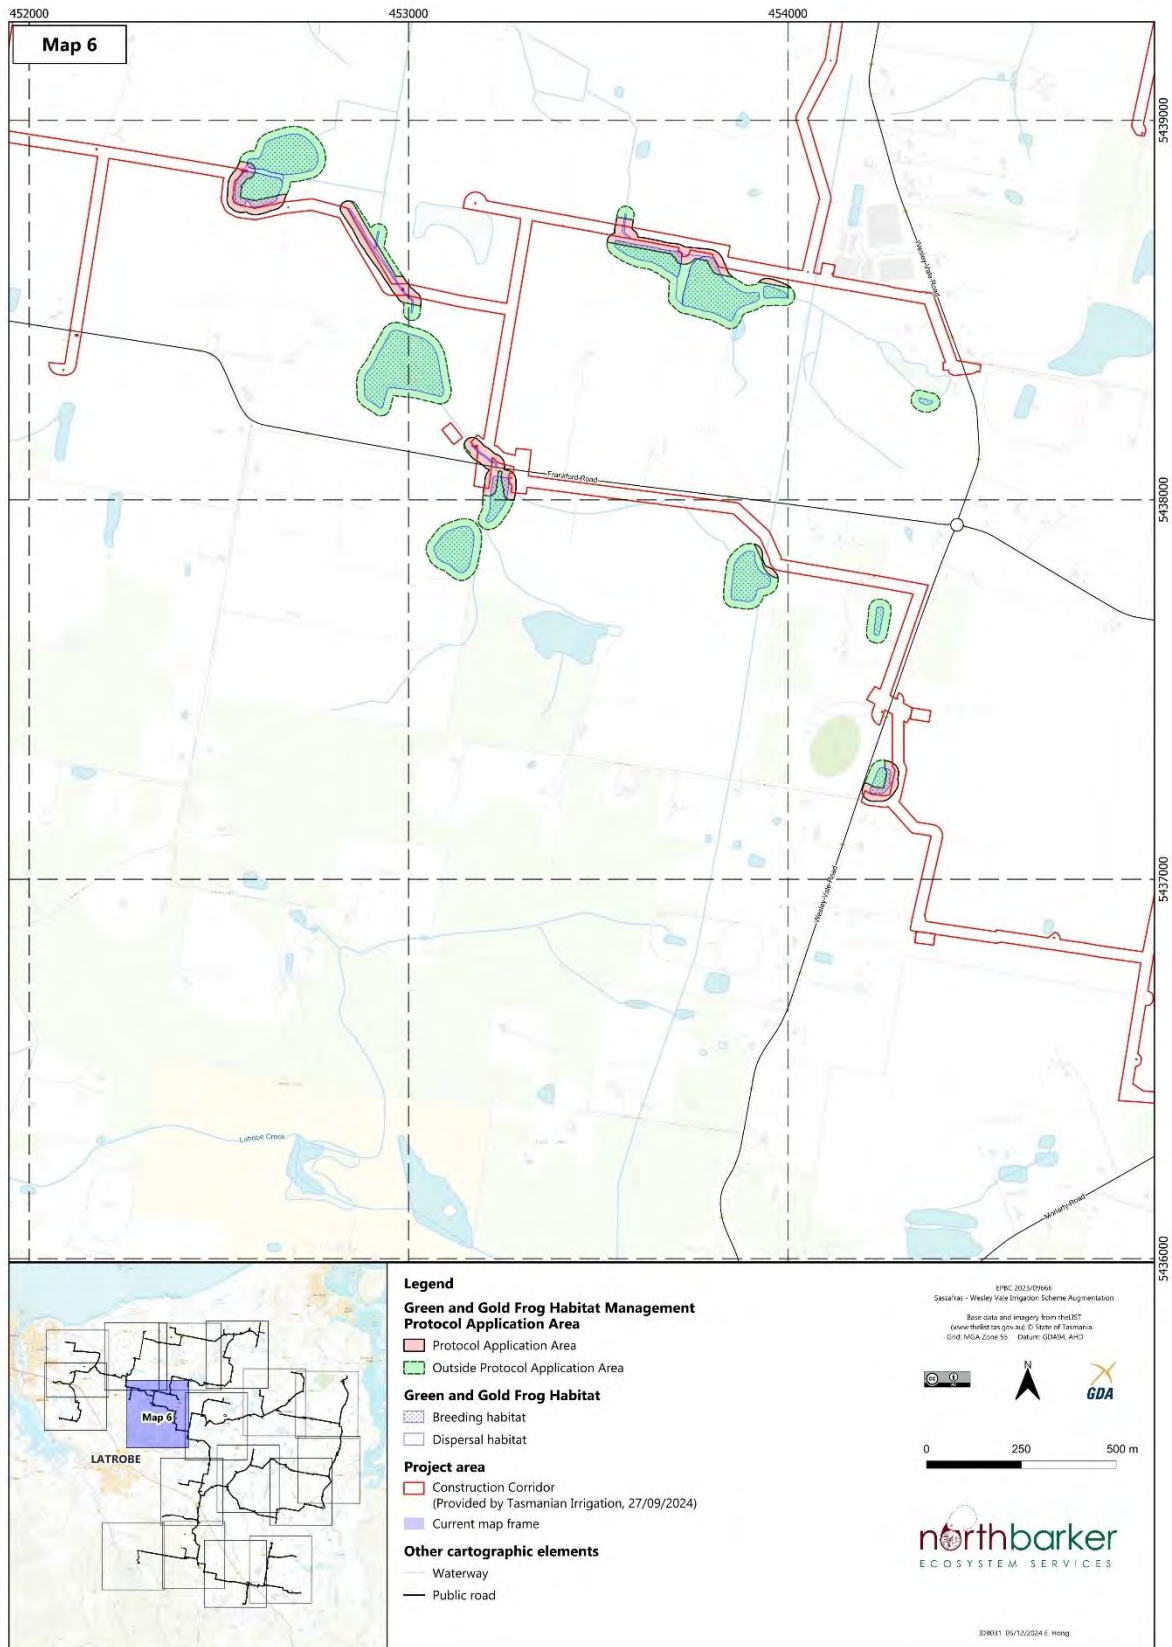 452000
453000
454000
Map 6
5439000
Wesley-Vale-Road
5438000
Frankford-Road
5437000
Wesley-Vale-Road
Latrobe Creek
Moriarty-Road
5436000
Map 6
LATROBE
Legend
Green and Gold Frog Habitat Management
Protocol Application Area
Protocol Application Area
Outside Protocol Application Area
Green and Gold Frog Habitat
Breeding habitat
Dispersal habitat
Project area
Construction Corridor
(Provided by Tasmanian Irrigation, 27/09/2024)
Current map frame
Other cartographic elements
Waterway
Public road
EPBC 2023/09666
Sassafras - Wesley Vale Irrigation Scheme Augmentation
Base data and imagery from theLIST
(www.thelist.tas.gov.au) © State of Tasmania
Grid: MGA Zone 55 Datum: GDA94, AHD
cc
N
GDA
0 250 500 m
northbarker
ECOSYSTEM SERVICES
05/12/2024 E. Hong